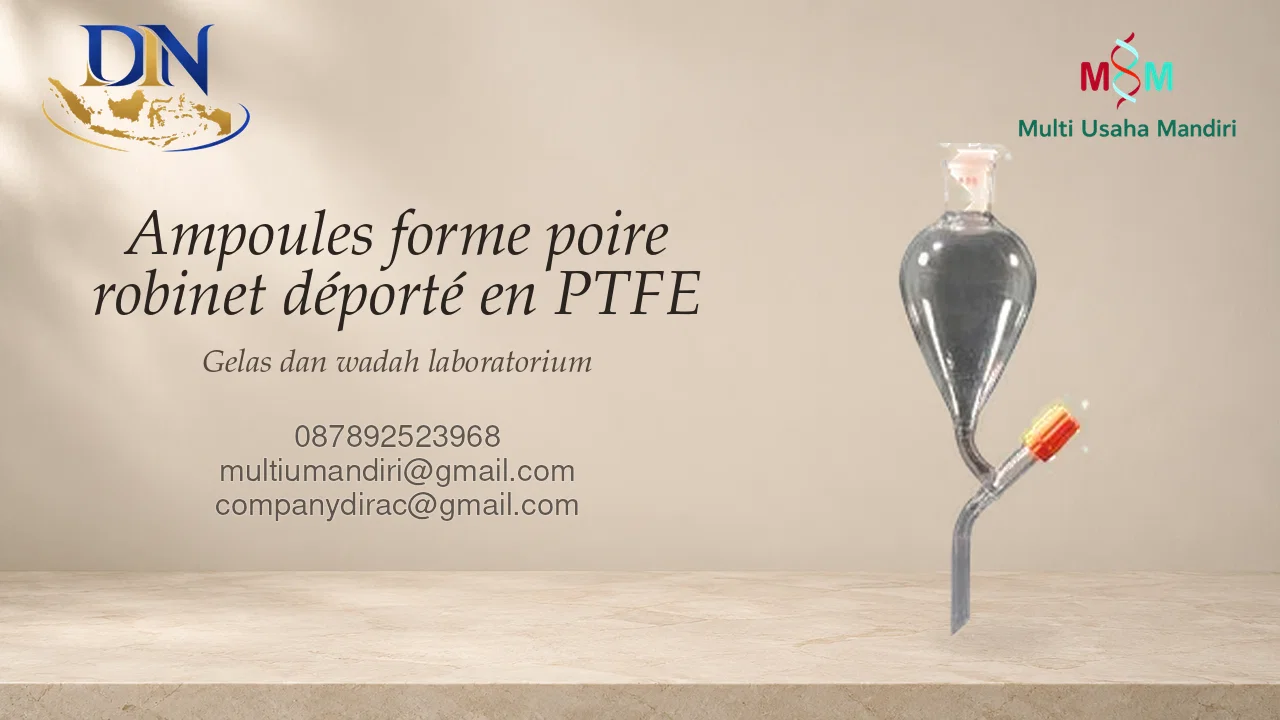 DIN
MSM
Multi Usaha Mandiri
Ampoules forme poire
robinet déporté en PTFE
Gelas dan wadah laboratorium
087892523968
multiumandiri@gmail.com
companydirac@gmail.com